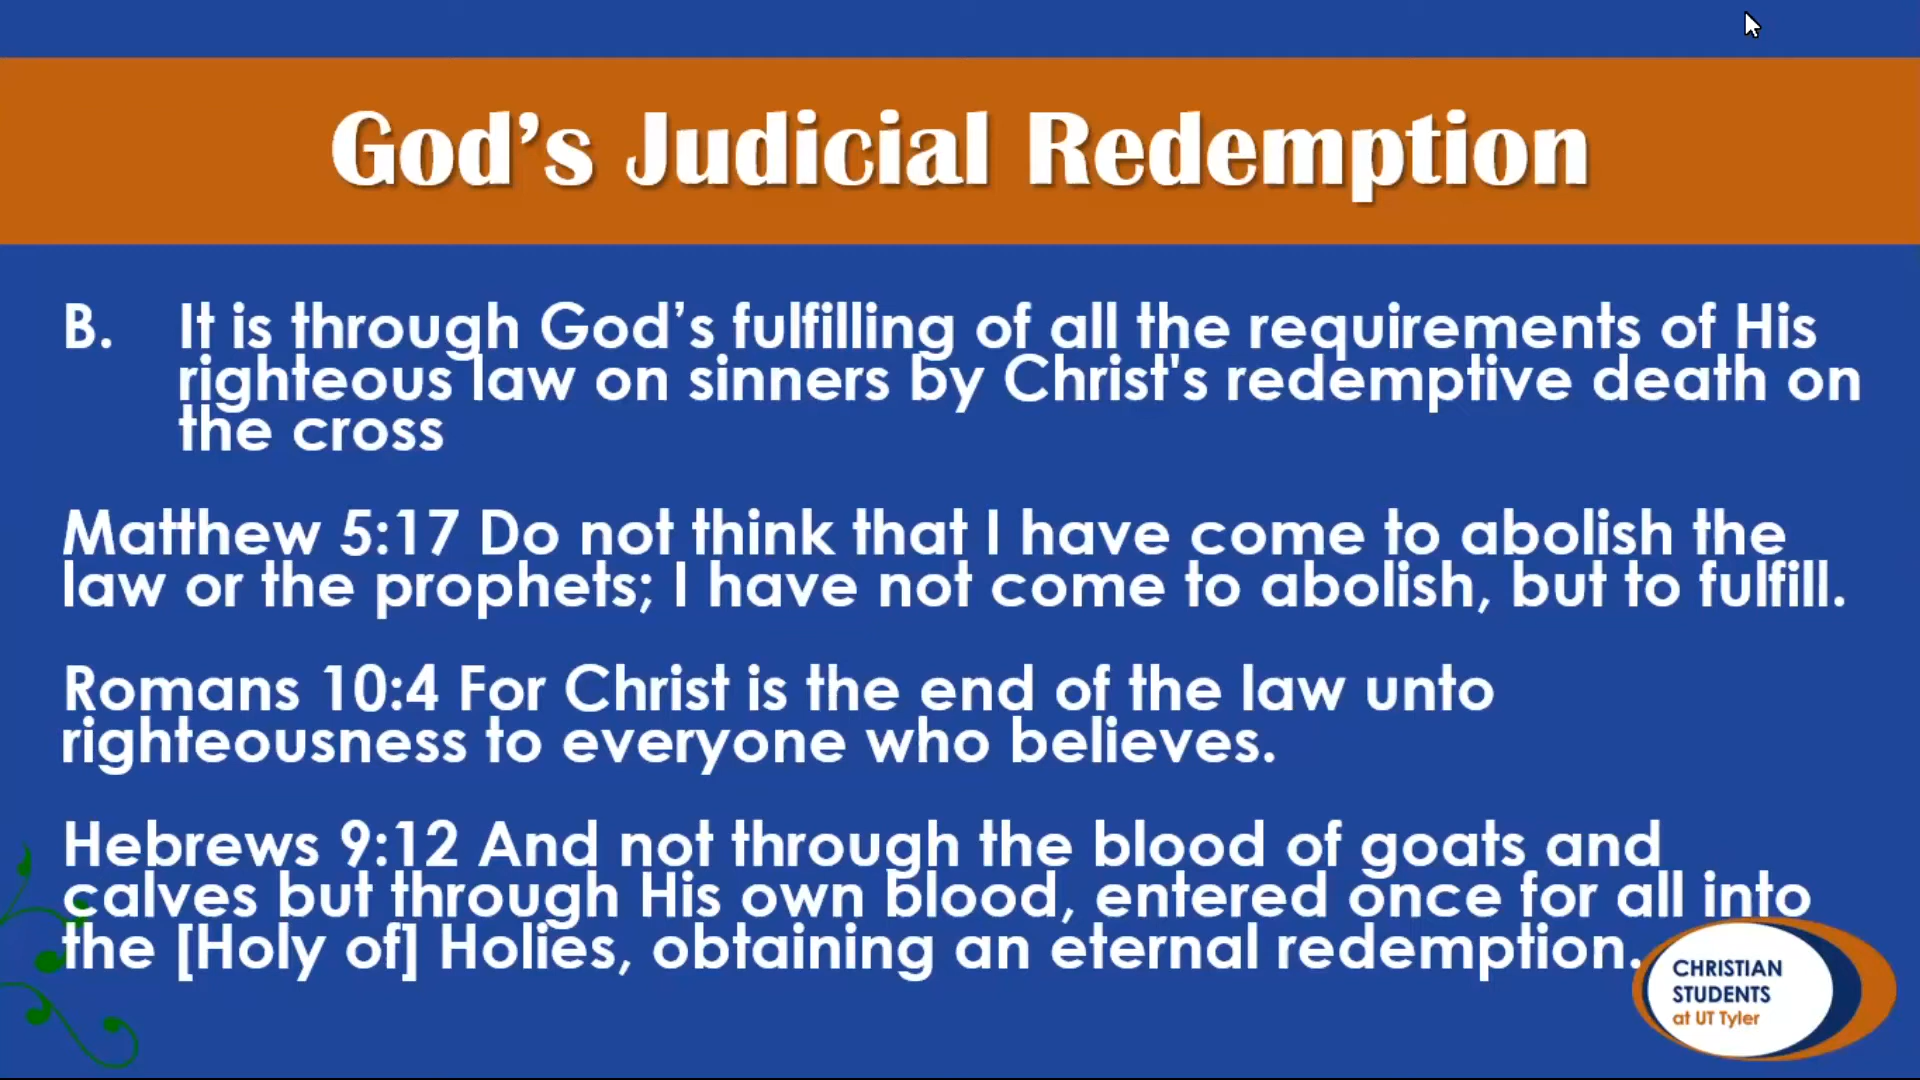 God’s Judicial Redemption
B. It is through God’s fulfilling of all the requirements of His
righteous law on sinners by Christ's redemptive death on
the cross
Matthew 5:17 Do not think that I have come to abolish the
law or the prophets; I have not come to abolish, but to fulfill.
Romans 10:4 For Christ is the end of the law unto
righteousness to everyone who believes.
Hebrews 9:12 And not through the blood of goats and
calves but through His own blood, entered once for all into
the [Holy of] Holies, obtaining an eternal redemption.
CHRISTIAN
STUDENTS
at UT Tyler